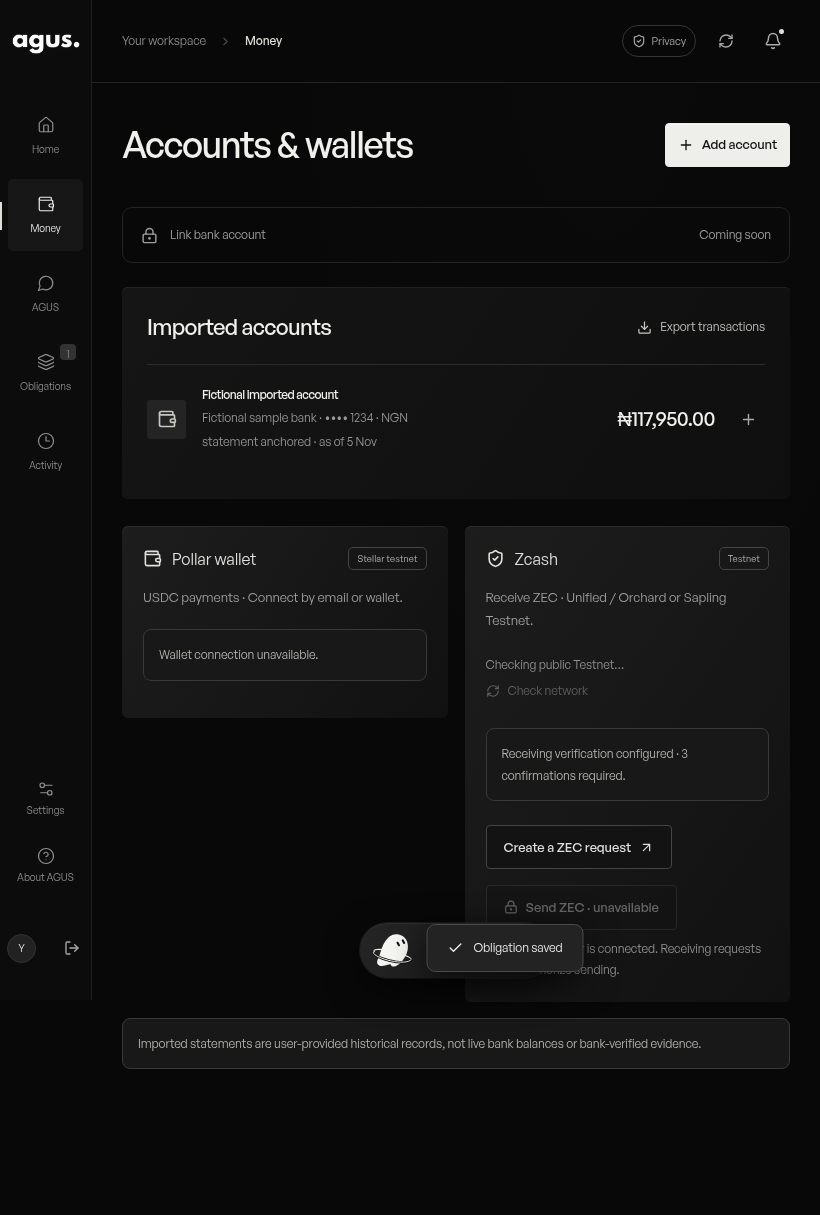 agus.
Your workspace > Money
Privacy
Home
Money
AGUS
1
Obligations
Activity
Settings
About AGUS
Y
Accounts & wallets
+ Add account
Link bank account
Coming soon
Imported accounts
Export transactions
Fictional imported account
Fictional sample bank · •••• 1234 · NGN
statement anchored · as of 5 Nov
₦117,950.00
+
Pollar wallet
Stellar testnet
USDC payments · Connect by email or wallet.
Wallet connection unavailable.
Zcash
Testnet
Receive ZEC · Unified / Orchard or Sapling
Testnet.
Checking public Testnet...
Check network
Receiving verification configured · 3
confirmations required.
Create a ZEC request
Send ZEC · unavailable
is connected. Receiving requests
sending.
Obligation saved
Imported statements are user-provided historical records, not live bank balances or bank-verified evidence.